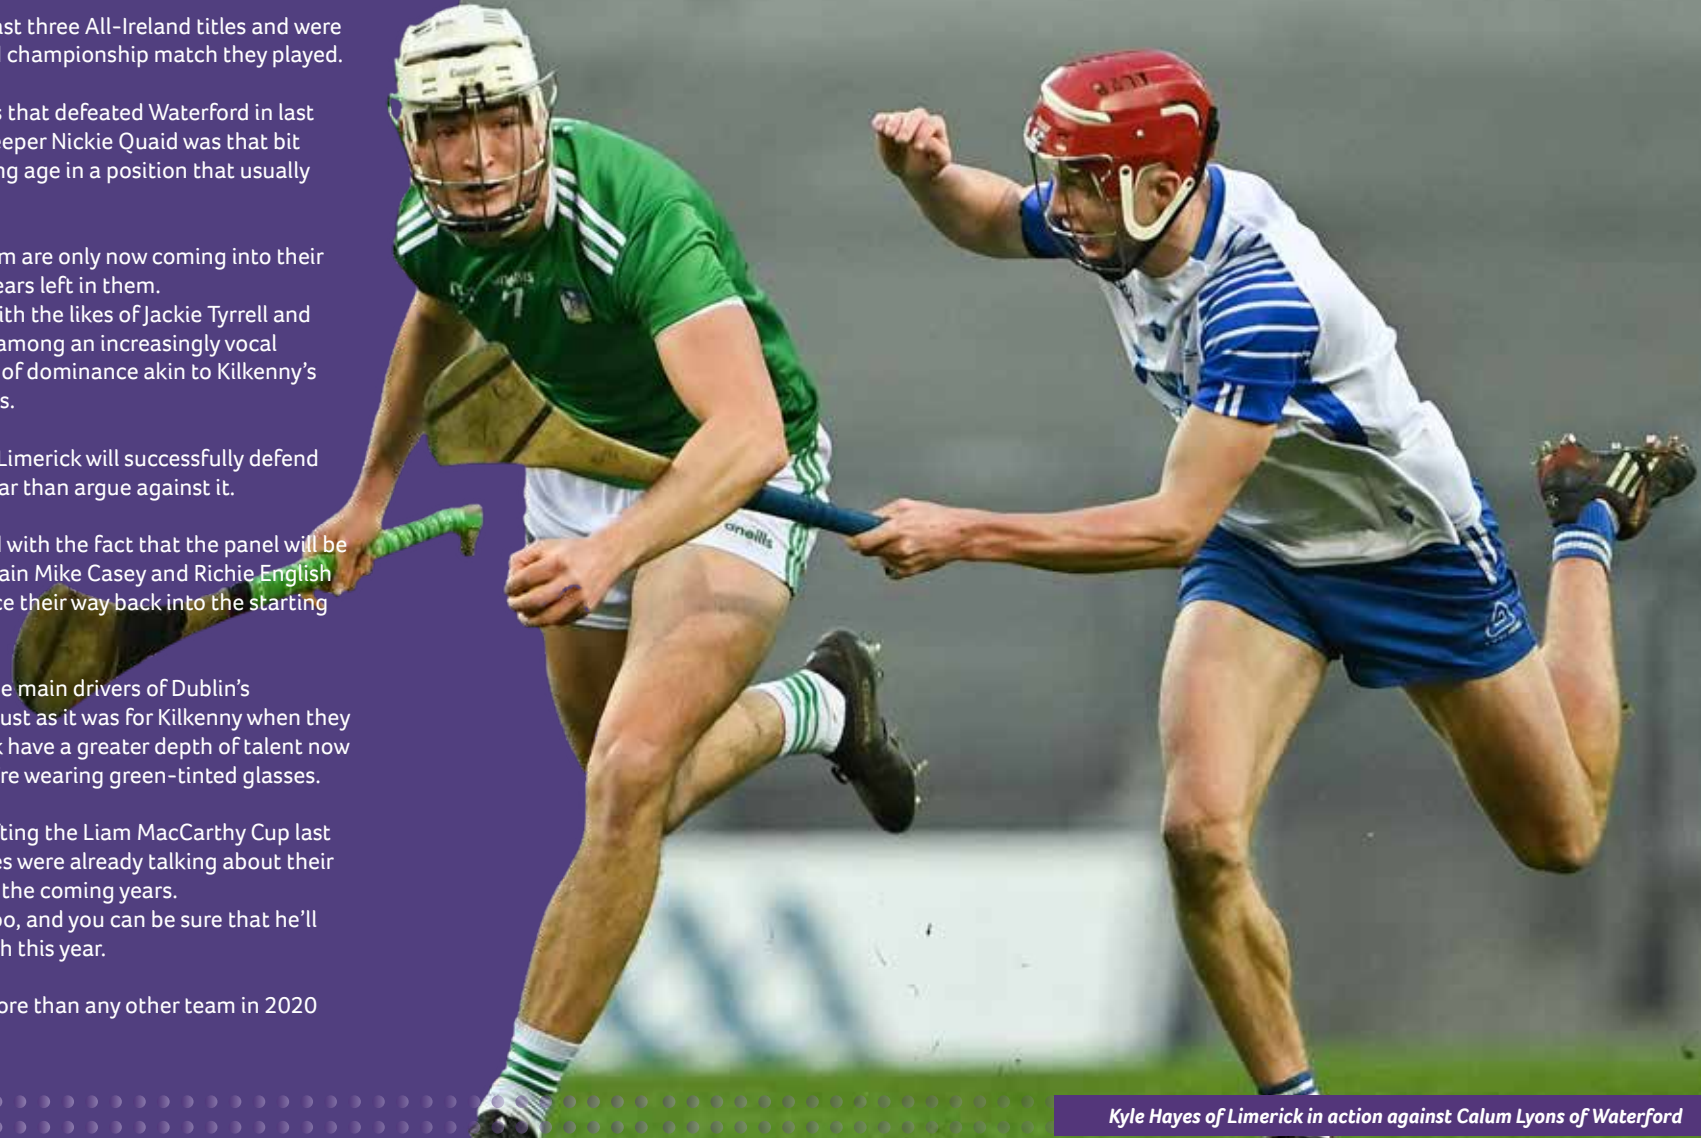 ast three All-Ireland titles and were
championship match they played.
that defeated Waterford in last
eeper Nickie Quaid was that bit
ng age in a position that usually
m are only now coming into their
ears left in them.
ith the likes of Jackie Tyrrell and
among an increasingly vocal
of dominance akin to Kilkenny's
s.
Limerick will successfully defend
ar than argue against it.
with the fact that the panel will be
ain Mike Casey and Richie English
ce their way back into the starting
e main drivers of Dublin's
ust as it was for Kilkenny when they
k have a greater depth of talent now
re wearing green-tinted glasses.
ting the Liam MacCarthy Cup last
es were already talking about their
the coming years.
oo, and you can be sure that he'll
h this year.
ore than any other team in 2020
7
oneills
Kyle Hayes of Limerick in action against Calum Lyons of Waterford